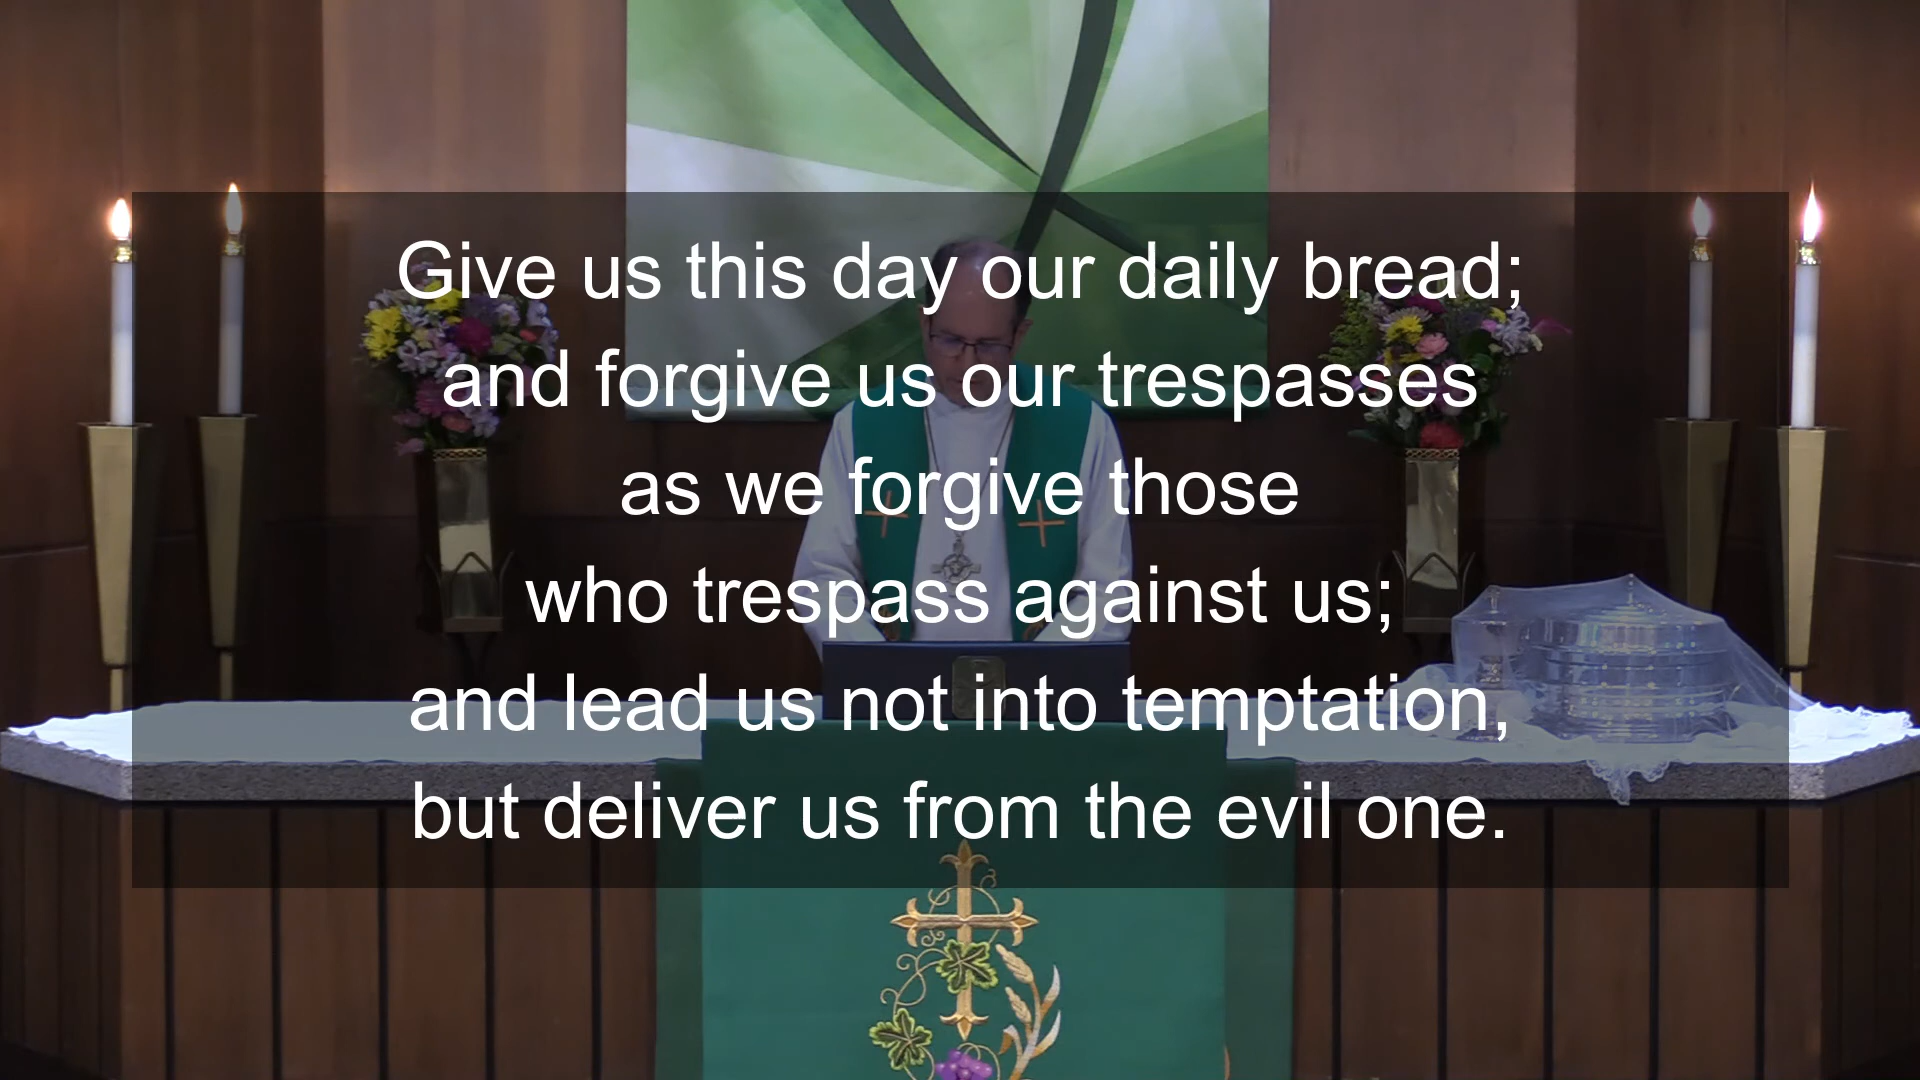 Give us this day our daily bread;
and forgive us our trespasses
as we forgive those
who trespass against us;
and lead us not into temptation,
but deliver us from the evil one.